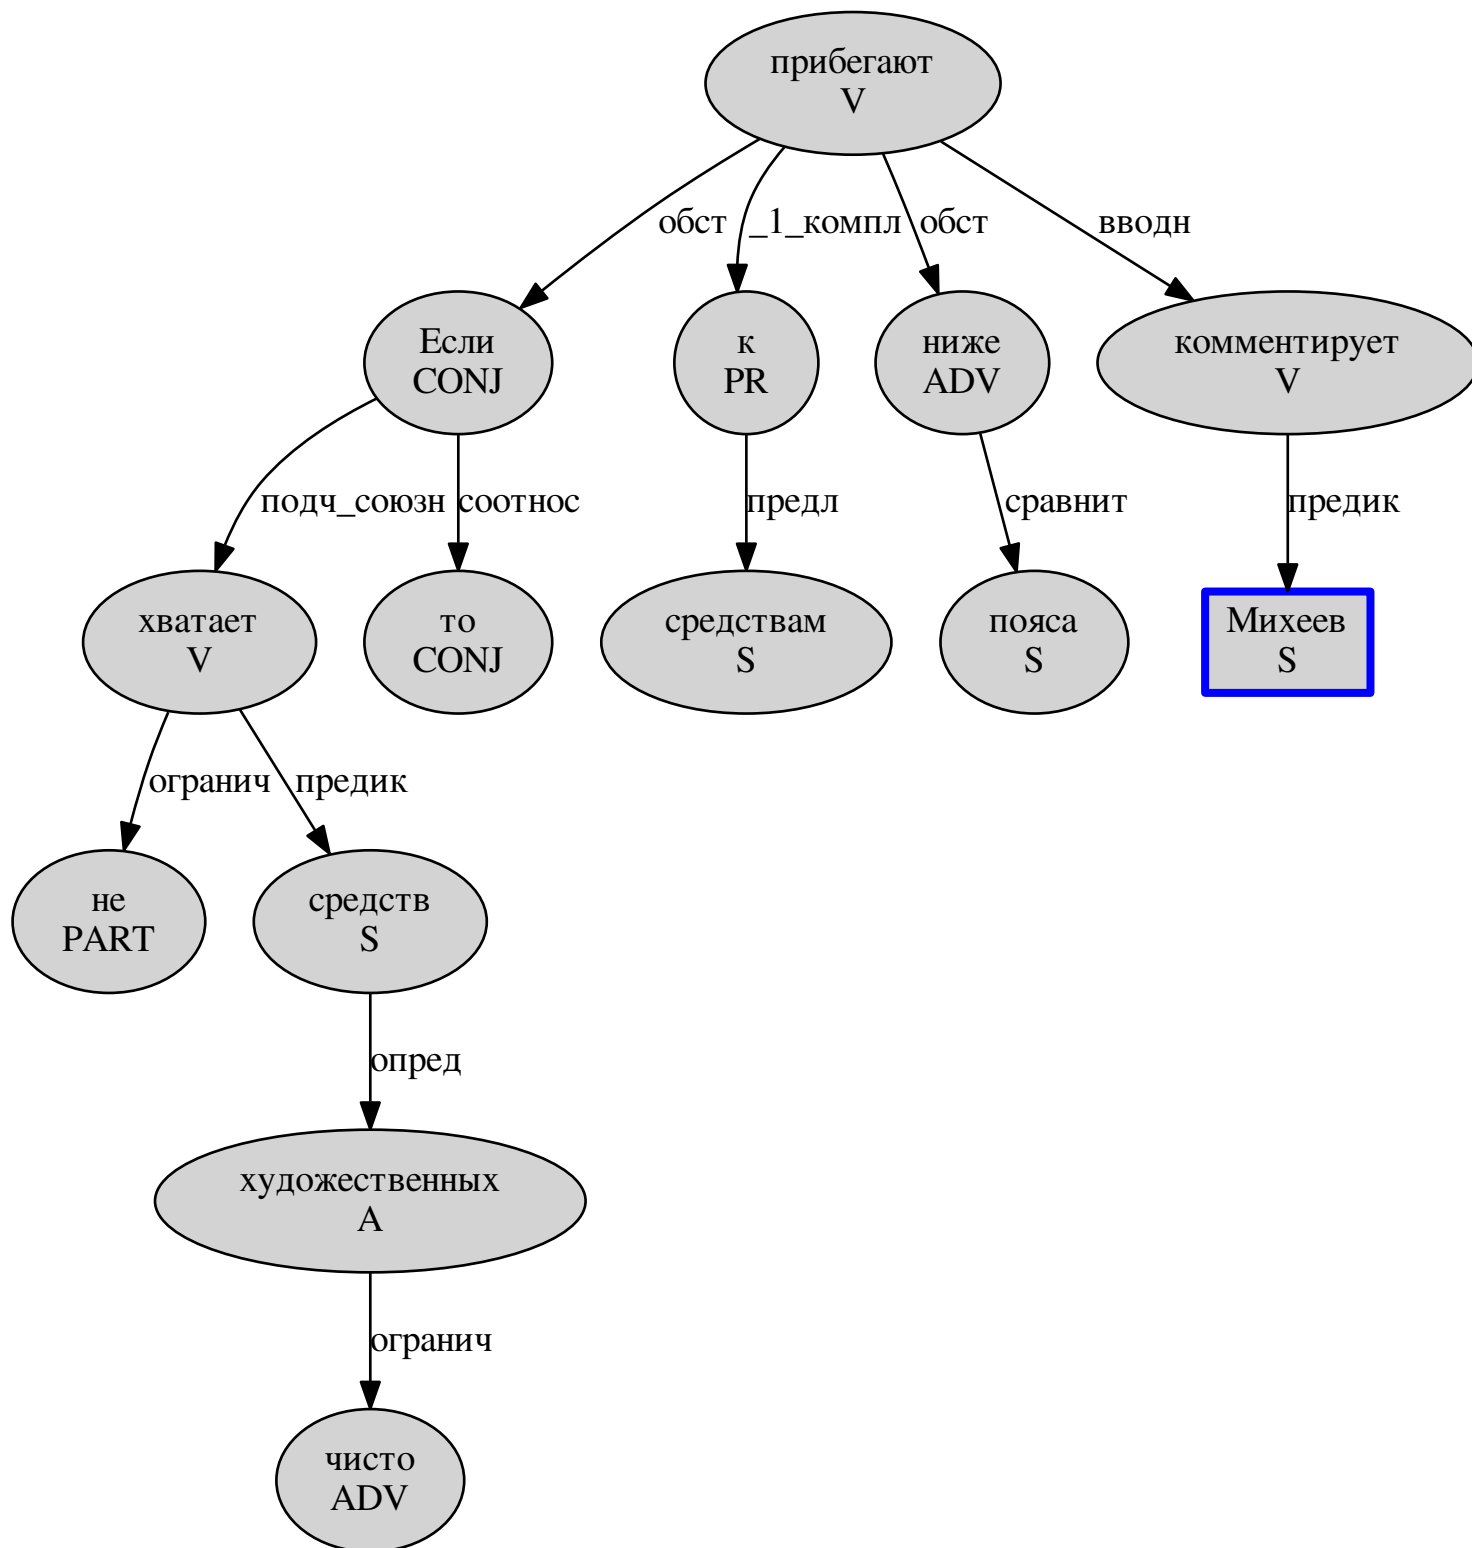 прибегают
V
обст
_1_компл
обст
вводн
Если
CONJ
к
PR
ниже
ADV
комментирует
V
подч_союзн
соотнос
предл
сравнит
предик
хватает
V
то
CONJ
средствам
S
пояса
S
Михеев
S
огранич
предик
не
PART
средств
S
опред
художественных
A
огранич
чисто
ADV